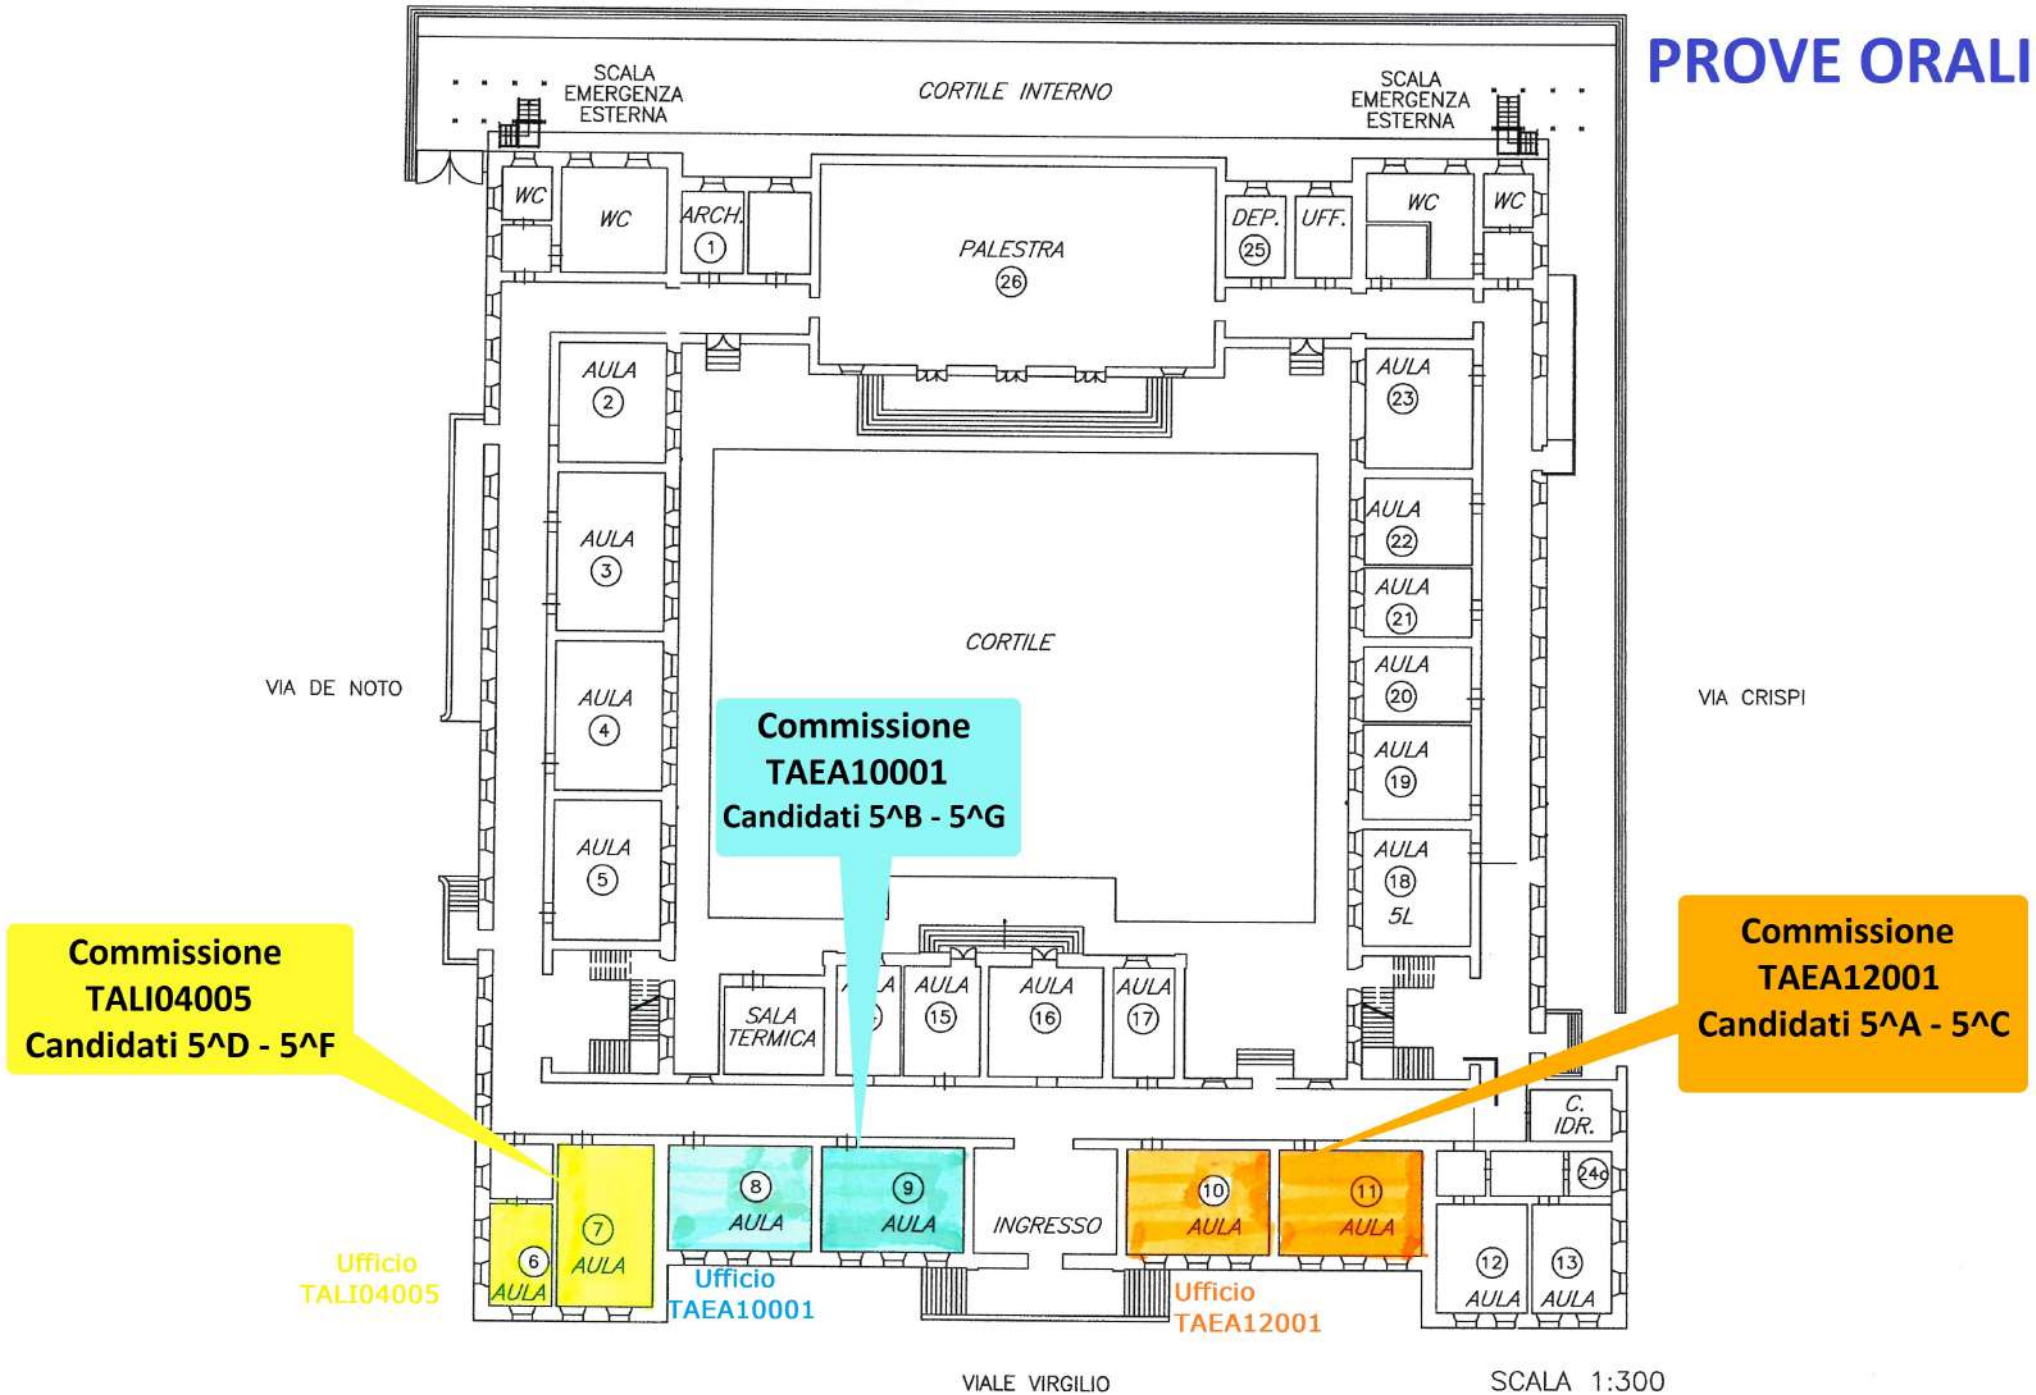 PROVE ORALI
SCALA
EMERGENZA
ESTERNA
CORTILE INTERNO
SCALA
EMERGENZA
ESTERNA
WC
WC
ARCH.
1
PALESTRA
26
DEP.
25
UFF.
WC
WC
AULA
2
AULA
23
AULA
3
AULA
22
AULA
21
CORTILE
VIA DE NOTO
AULA
4
AULA
20
VIA CRISPI
Commissione
TAEA10001
Candidati 5^B - 5^G
AULA
19
AULA
5
AULA
18
5L
Commissione
TALI04005
Candidati 5^D - 5^F
Commissione
TAEA12001
Candidati 5^A - 5^C
SALA
TERMICA
AULA
15
AULA
16
AULA
17
C.
IDR.
24c
6
AULA
7
AULA
8
AULA
9
AULA
INGRESSO
10
AULA
11
AULA
12
AULA
13
AULA
Ufficio
TALI04005
Ufficio
TAEA10001
Ufficio
TAEA12001
VIALE VIRGILIO
SCALA 1:300